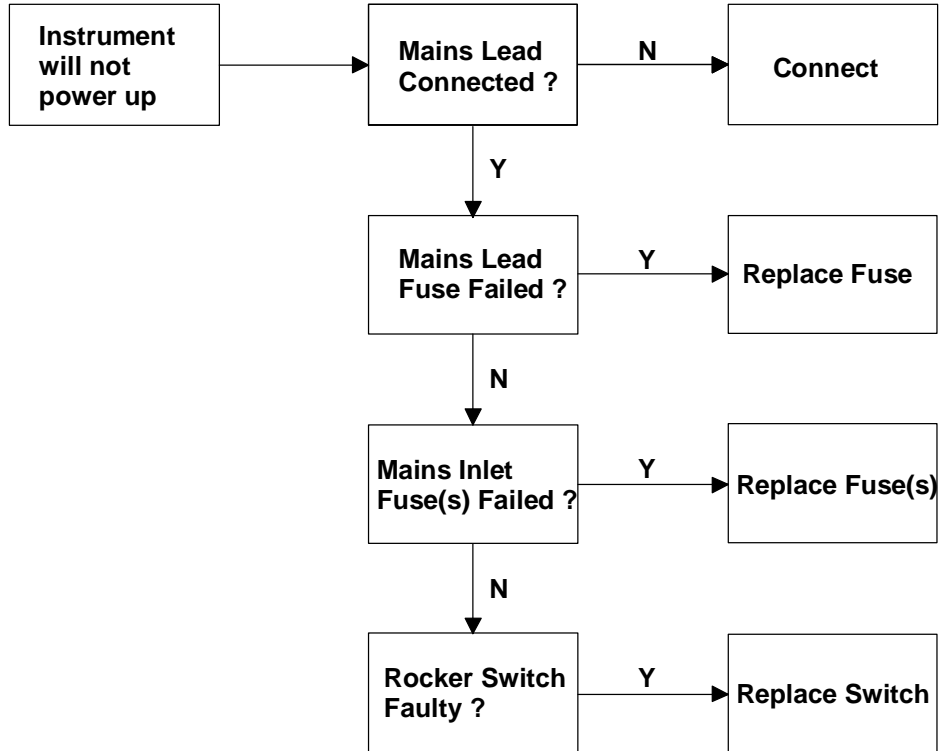 Instrument
will not
power up
Mains Lead
Connected ?
N
Connect
Y
Mains Lead
Fuse Failed ?
Y
Replace Fuse
N
Mains Inlet
Fuse(s) Failed ?
Y
Replace Fuse(s)
N
Rocker Switch
Faulty ?
Y
Replace Switch